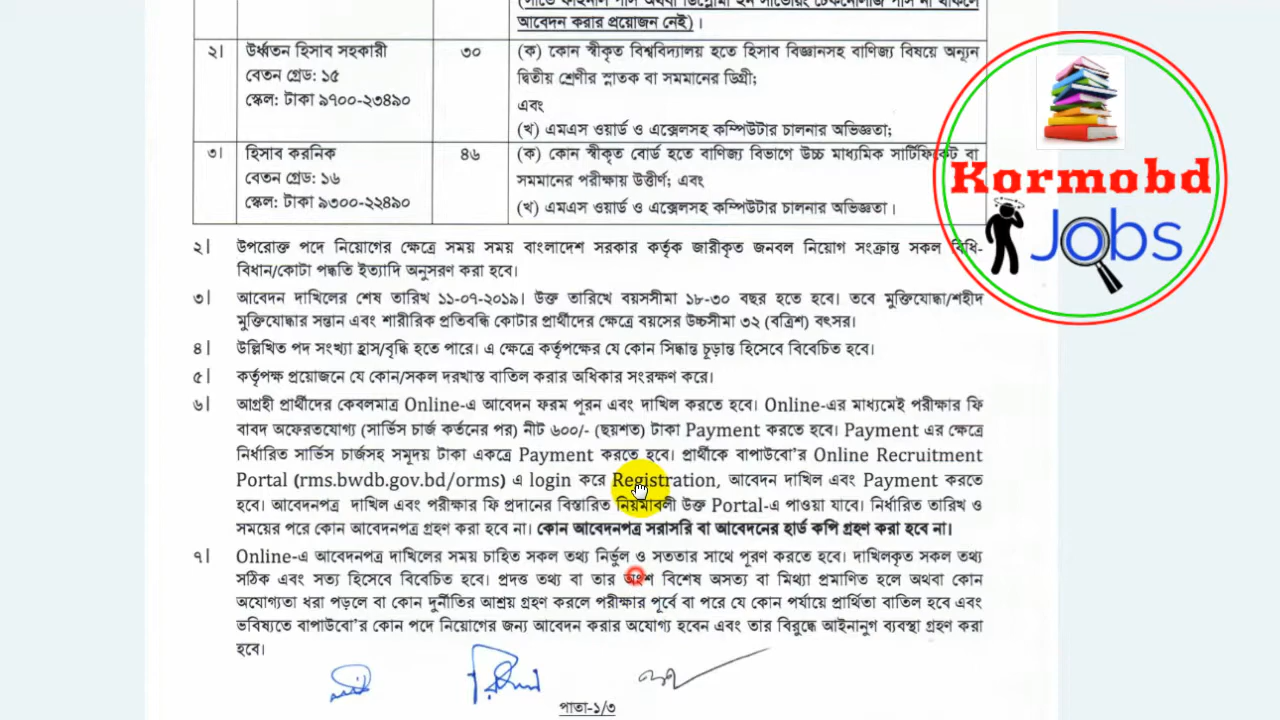 (সার্ভে ফাইনাল পাস অথবা ডিপ্লোমা ইন সার্ভেয়িং টেকনোলজি পাস না থাকলে
আবেদন করার প্রয়োজন নেই)।
২। উর্ধ্বতন হিসাব সহকারী ৩০ (ক) কোন স্বীকৃত বিশ্ববিদ্যালয় হতে হিসাব বিজ্ঞানসহ বাণিজ্য বিষয়ে অন্যূন
বেতন গ্রেড: ১৫ দ্বিতীয় শ্রেণীর স্নাতক বা সমমানের ডিগ্রী;
স্কেল: টাকা ৯৭০০-২৩৪৯০ এবং
(খ) এমএস ওয়ার্ড ও এক্সেলসহ কম্পিউটার চালনার অভিজ্ঞতা;
৩। হিসাব করনিক ৪৬ (ক) কোন স্বীকৃত বোর্ড হতে বাণিজ্য বিভাগে উচ্চ মাধ্যমিক সার্টিফিকেট বা
বেতন গ্রেড: ১৬ সমমানের পরীক্ষায় উত্তীর্ণ; এবং
স্কেল: টাকা ৯৩০০-২২৪৯০ (খ) এমএস ওয়ার্ড ও এক্সেলসহ কম্পিউটার চালনার অভিজ্ঞতা।
Kormobd
Jobs
২। উপরোক্ত পদে নিয়োগের ক্ষেত্রে সময় সময় বাংলাদেশ সরকার কর্তৃক জারীকৃত জনবল নিয়োগ সংক্রান্ত সকল বিধি-
বিধান/কোটা পদ্ধতি ইত্যাদি অনুসরণ করা হবে।
৩। আবেদন দাখিলের শেষ তারিখ ১১-০৭-২০১৯। উক্ত তারিখে বয়সসীমা ১৮-৩০ বছর হতে হবে। তবে মুক্তিযোদ্ধা/শহীদ
মুক্তিযোদ্ধার সন্তান এবং শারীরিক প্রতিবন্ধি কোটার প্রার্থীদের ক্ষেত্রে বয়সের উচ্চসীমা ৩২ (বত্রিশ) বৎসর।
৪। উল্লিখিত পদ সংখ্যা হ্রাস/বৃদ্ধি হতে পারে। এ ক্ষেত্রে কর্তৃপক্ষের যে কোন সিদ্ধান্ত চূড়ান্ত হিসেবে বিবেচিত হবে।
৫। কর্তৃপক্ষ প্রয়োজনে যে কোন/সকল দরখাস্ত বাতিল করার অধিকার সংরক্ষণ করে।
৬। আগ্রহী প্রার্থীদের কেবলমাত্র Online-এ আবেদন ফরম পূরন এবং দাখিল করতে হবে। Online-এর মাধ্যমেই পরীক্ষার ফি
বাবদ অফেরতযোগ্য (সার্ভিস চার্জ কর্তনের পর) নীট ৬০০/- (ছয়শত) টাকা Payment করতে হবে। Payment এর ক্ষেত্রে
নির্ধারিত সার্ভিস চার্জসহ সমূদয় টাকা একত্রে Payment করতে হবে। প্রার্থীকে বাপাউবো'র Online Recruitment
Portal (rms.bwdb.gov.bd/orms) এ login করে Registration, আবেদন দাখিল এবং Payment করতে
হবে। আবেদনপত্র দাখিল এবং পরীক্ষার ফি প্রদানের বিস্তারিত নিয়মাবলী উক্ত Portal-এ পাওয়া যাবে। নির্ধারিত তারিখ ও
সময়ের পরে কোন আবেদনপত্র গ্রহণ করা হবে না। কোন আবেদনপত্র সরাসরি বা আবেদনের হার্ড কপি গ্রহণ করা হবে না।
৭। Online-এ আবেদনপত্র দাখিলের সময় চাহিত সকল তথ্য নির্ভুল ও সততার সাথে পূরণ করতে হবে। দাখিলকৃত সকল তথ্য
সঠিক এবং সত্য হিসেবে বিবেচিত হবে। প্রদত্ত তথ্য বা তার অংশ বিশেষ অসত্য বা মিথ্যা প্রমাণিত হলে অথবা কোন
অযোগ্যতা ধরা পড়লে বা কোন দুর্নীতির আশ্রয় গ্রহণ করলে পরীক্ষার পূর্বে বা পরে যে কোন পর্যায়ে প্রার্থিতা বাতিল হবে এবং
ভবিষ্যতে বাপাউবো'র কোন পদে নিয়োগের জন্য আবেদন করার অযোগ্য হবেন এবং তার বিরুদ্ধে আইনানুগ ব্যবস্থা গ্রহণ করা
হবে।
পাতা-১/৩